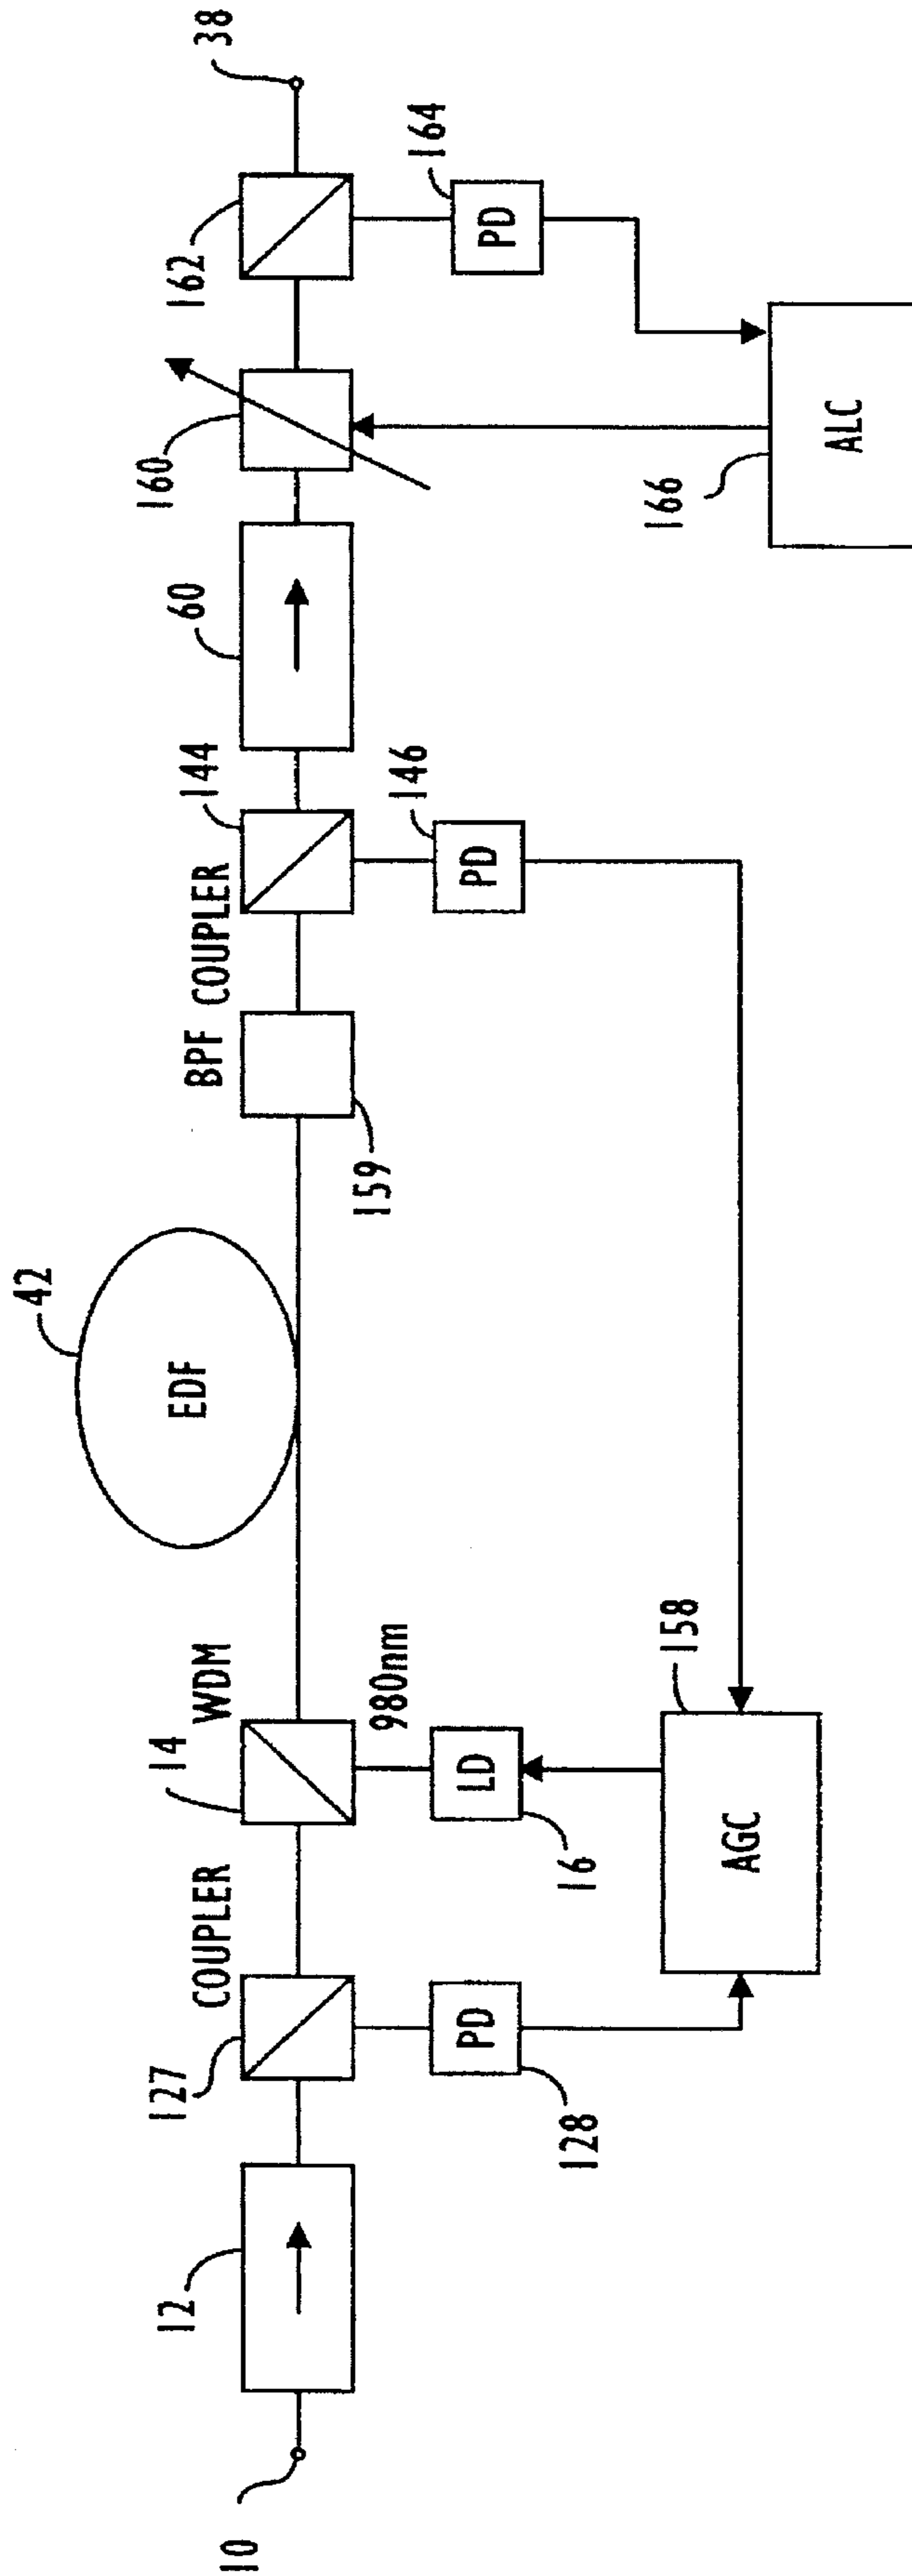 10
12
127
COUPLER
14
WDM
42
EDF
BPF
COUPLER
144
60
160
162
38
159
PD
128
980nm
LD
16
PD
146
PD
164
AGC
158
ALC
166